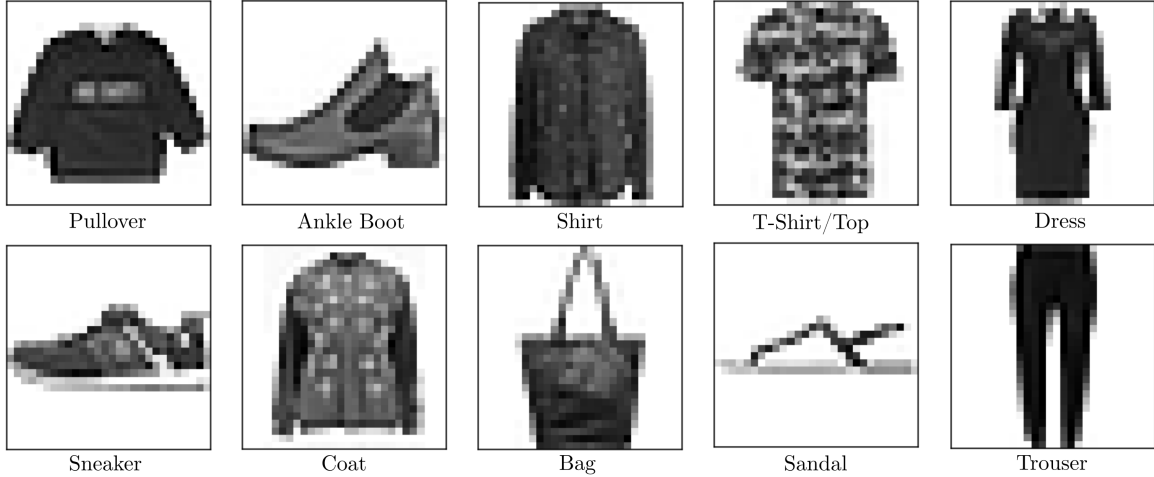 Pullover
Ankle Boot
Shirt
T-Shirt/Top
Dress
Sneaker
Coat
Bag
Sandal
Trouser